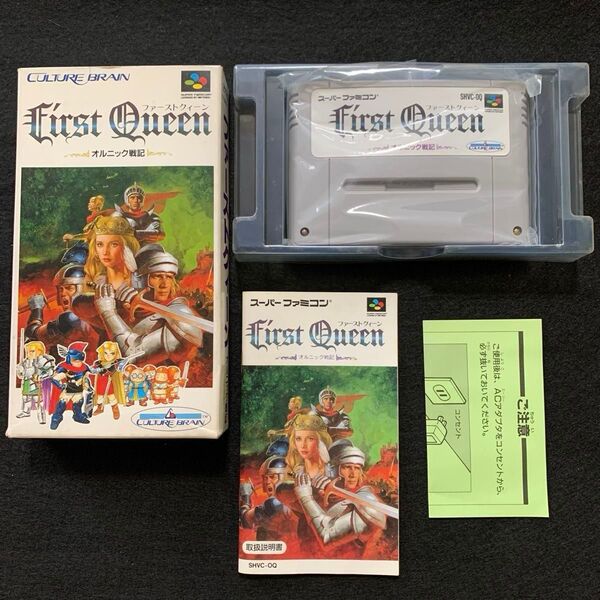 CULTURE BRAIN
ファーストクイーン
First Queen
オルニック戦記
CULTURE BRAIN
スーパーファミコン
SHVC-OQ
ファーストクイーン
First Queen
オルニック戦記
CULTURE BRAIN
スーパーファミコン
ファーストクイーン
First Queen
オルニック戦記
取扱説明書
SHVC-OQ
ご注意
ちゅうい
ご使用後は、ACアダプタをコンセントから、
必ず抜いておいてください。
コンセント